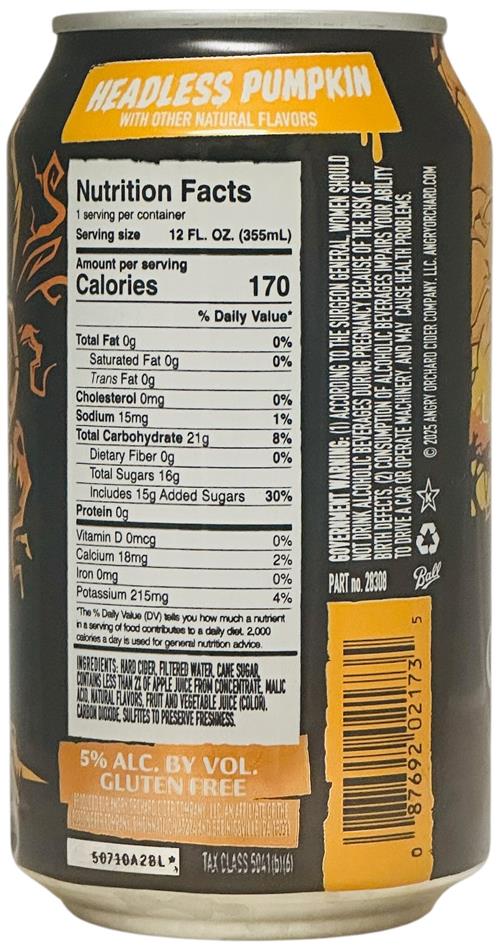 HEADLESS PUMPKIN
WITH OTHER NATURAL FLAVORS
Nutrition Facts
1 serving per container
Serving size 12 FL. OZ. (355mL)
Amount per serving
Calories 170
% Daily Value*
Total Fat 0g 0%
Saturated Fat 0g 0%
Trans Fat 0g
Cholesterol 0mg 0%
Sodium 15mg 1%
Total Carbohydrate 21g 8%
Dietary Fiber 0g 0%
Total Sugars 16g
Includes 15g Added Sugars 30%
Protein 0g
Vitamin D 0mcg 0%
Calcium 18mg 2%
Iron 0mg 0%
Potassium 215mg 4%
*The % Daily Value (DV) tells you how much a nutrient
in a serving of food contributes to a daily diet. 2,000
calories a day is used for general nutrition advice.
INGREDIENTS: HARD CIDER, FILTERED WATER, CANE SUGAR,
CONTAINS LESS THAN 2% OF APPLE JUICE FROM CONCENTRATE, MALIC
ACID, NATURAL FLAVORS, FRUIT AND VEGETABLE JUICE (COLOR),
CARBON DIOXIDE, SULFITES TO PRESERVE FRESHNESS.
5% ALC. BY VOL.
GLUTEN FREE
50710A2BL*
TAX CLASS 5041(b)(6)
GOVERNMENT WARNING: (1) ACCORDING TO THE SURGEON GENERAL, WOMEN SHOULD
NOT DRINK ALCOHOLIC BEVERAGES DURING PREGNANCY BECAUSE OF THE RISK OF
BIRTH DEFECTS. (2) CONSUMPTION OF ALCOHOLIC BEVERAGES IMPAIRS YOUR ABILITY
TO DRIVE A CAR OR OPERATE MACHINERY, AND MAY CAUSE HEALTH PROBLEMS.
© 2025 ANGRY ORCHARD CIDER COMPANY, LLC. ANGRYORCHARD.COM
K
Ball
PART no. 28308
0 87692 02173 5